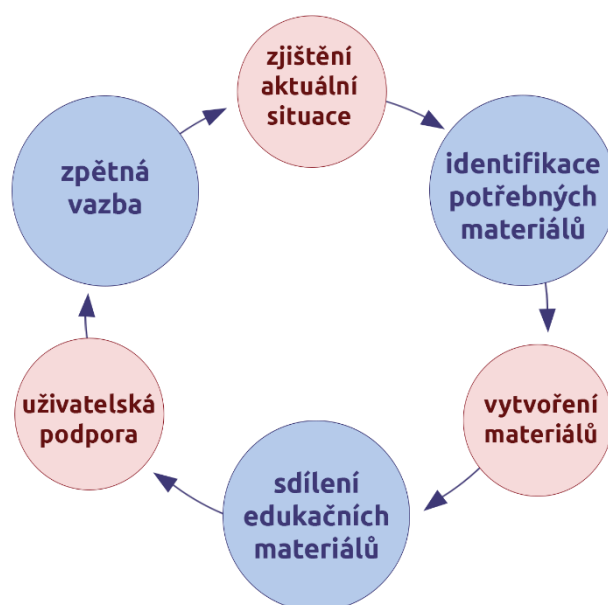 zjištění
aktuální
situace
identifikace
potřebných
materiálů
vytvoření
materiálů
sdílení
edukačních
materiálů
uživatelská
podpora
zpětná
vazba